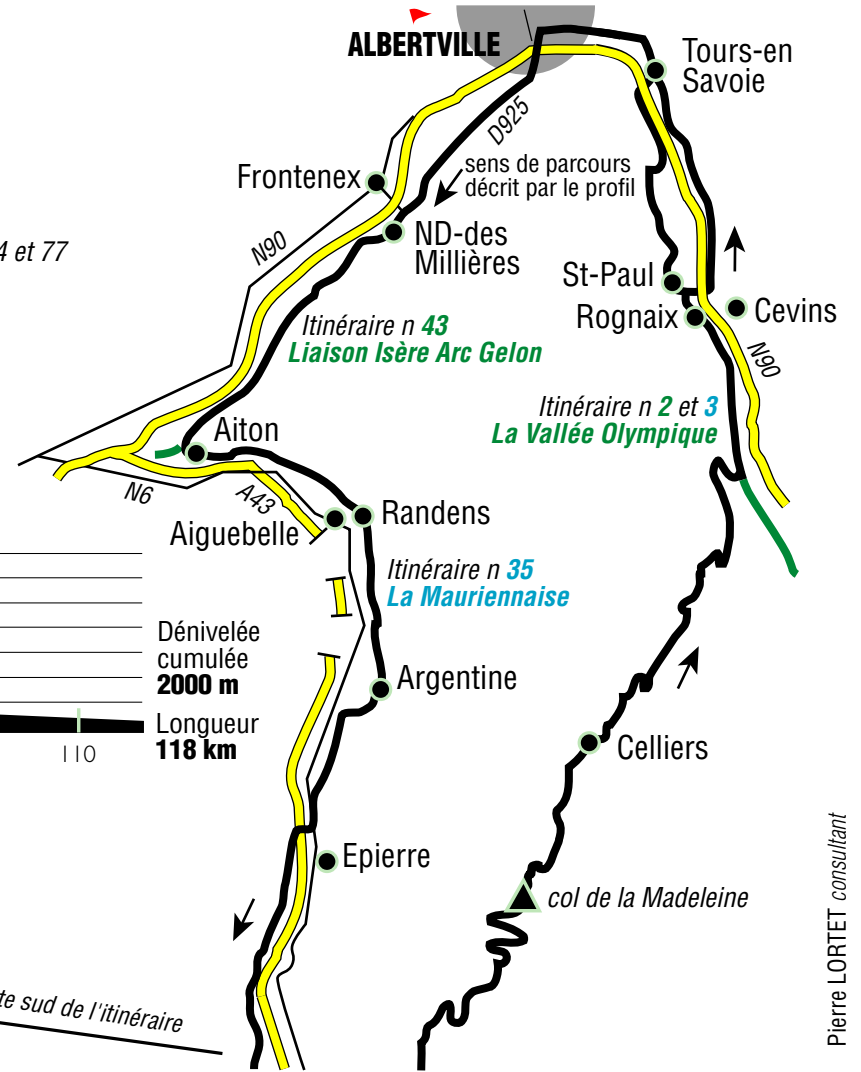 ALBERTVILLE
Tours-en
Savoie
D925
sens de parcours
décrit par le profil
Frontenex
N90
ND-des
Millières
4 et 77
St-Paul
Rognaix
Cevins
N90
Itinéraire n 43
Liaison Isère Arc Gelon
Itinéraire n 2 et 3
La Vallée Olympique
Aiton
N6
A43
Aiguebelle
Randens
Itinéraire n 35
La Mauriennaise
Dénivelée
cumulée
2000 m
Longueur
118 km
110
Argentine
Celliers
Epierre
col de la Madeleine
te sud de l'itinéraire
Pierre LORTET consultant